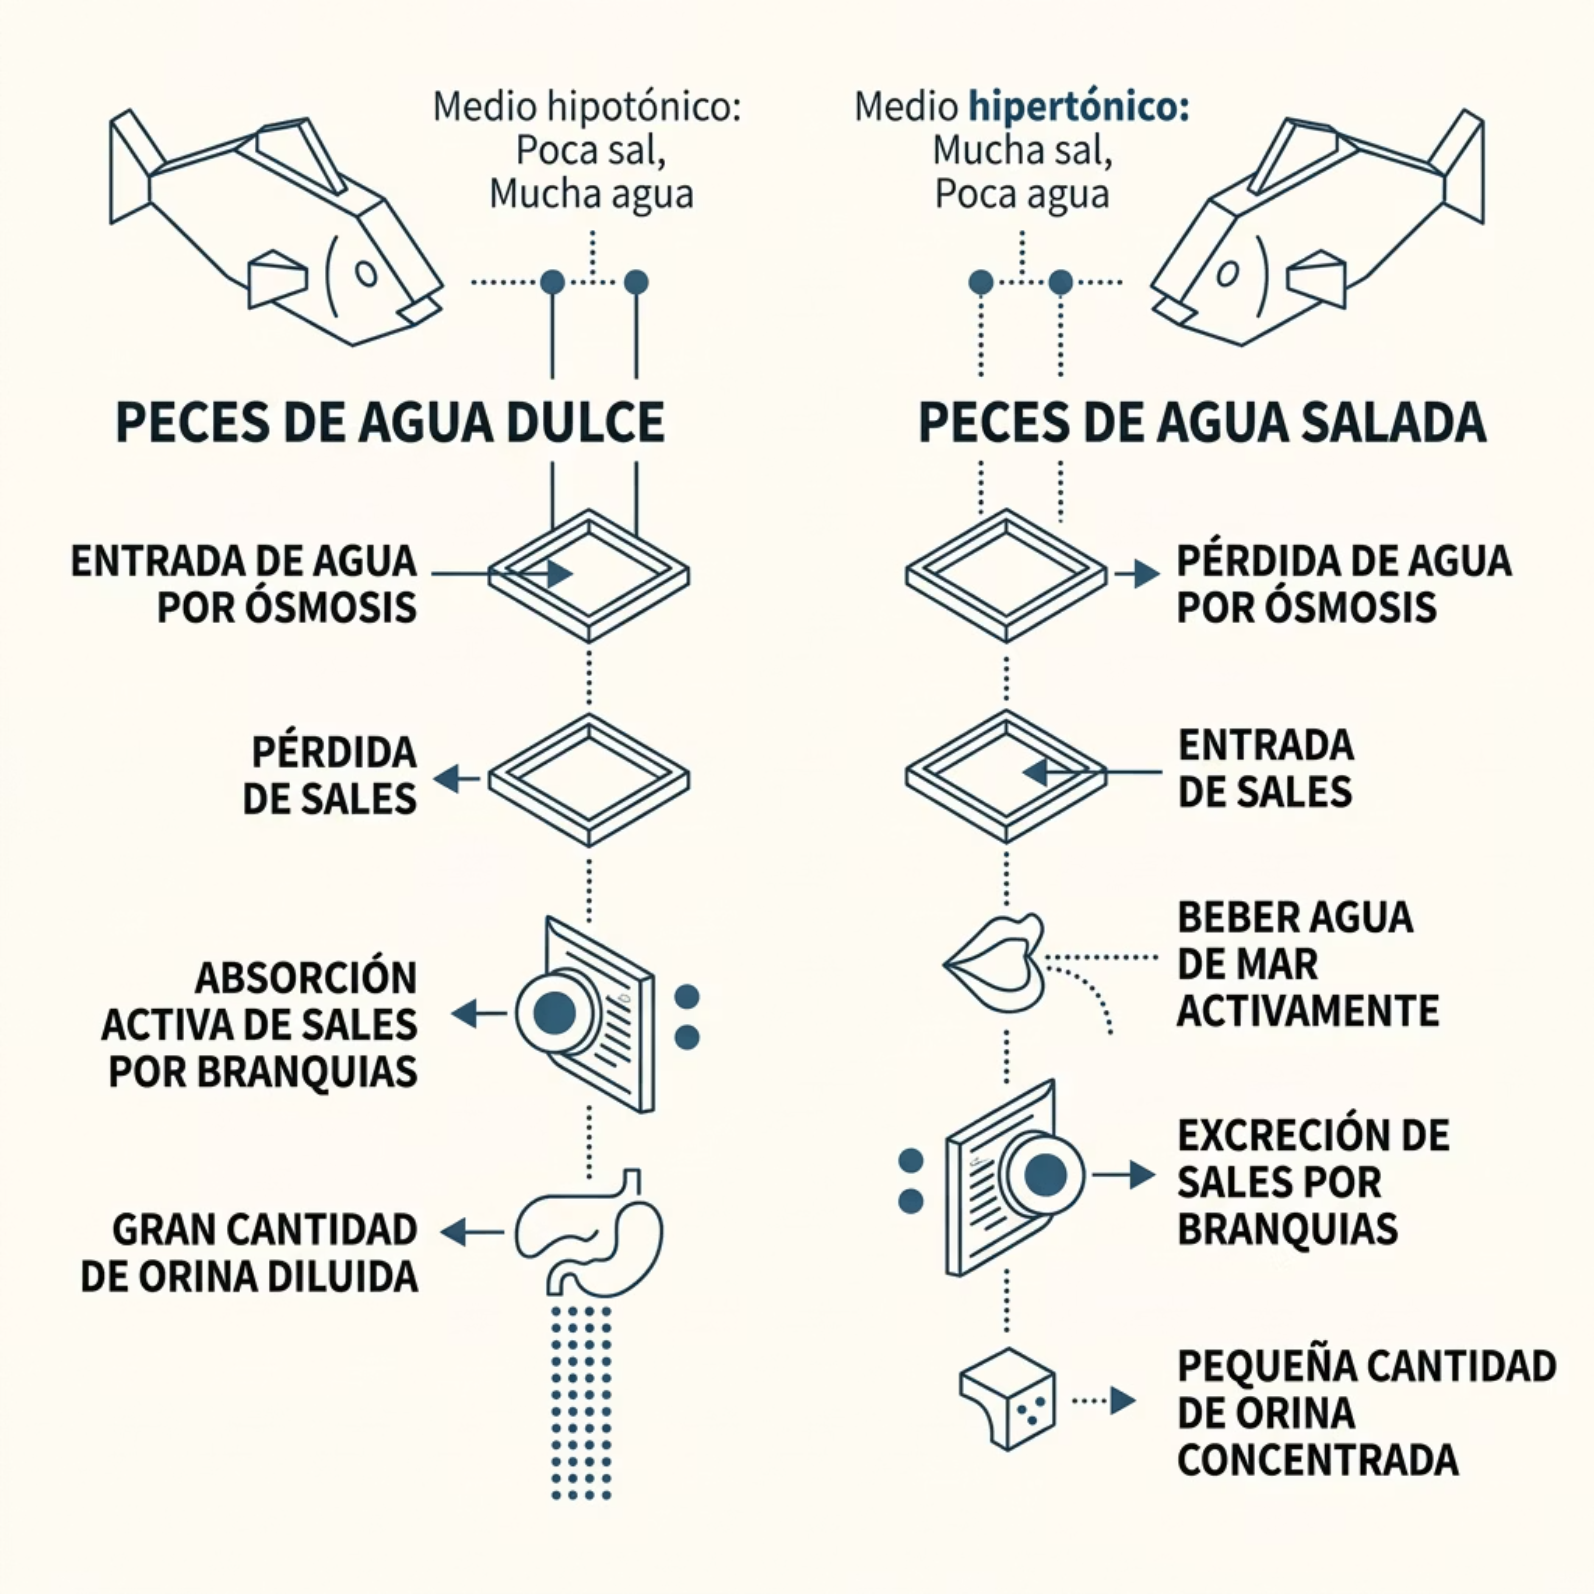 Medio hipotónico:
Poca sal,
Mucha agua
PECES DE AGUA DULCE
ENTRADA DE AGUA
POR ÓSMOSIS
PÉRDIDA
DE SALES
ABSORCIÓN
ACTIVA DE SALES
POR BRANQUIAS
GRAN CANTIDAD
DE ORINA DILUIDA
Medio hipertónico:
Mucha sal,
Poca agua
PECES DE AGUA SALADA
PÉRDIDA DE AGUA
POR ÓSMOSIS
ENTRADA
DE SALES
BEBER AGUA
DE MAR
ACTIVAMENTE
EXCRECIÓN DE
SALES POR
BRANQUIAS
PEQUEÑA CANTIDAD
DE ORINA
CONCENTRADA